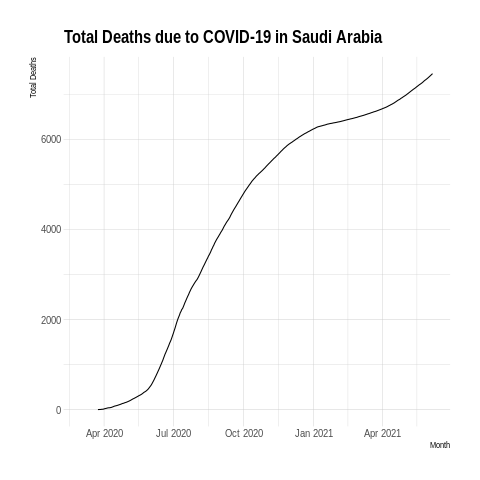 Total Deaths due to COVID-19 in Saudi Arabia
Total Deaths
6000
4000
2000
0
Apr 2020 Jul 2020 Oct 2020 Jan 2021 Apr 2021
Month